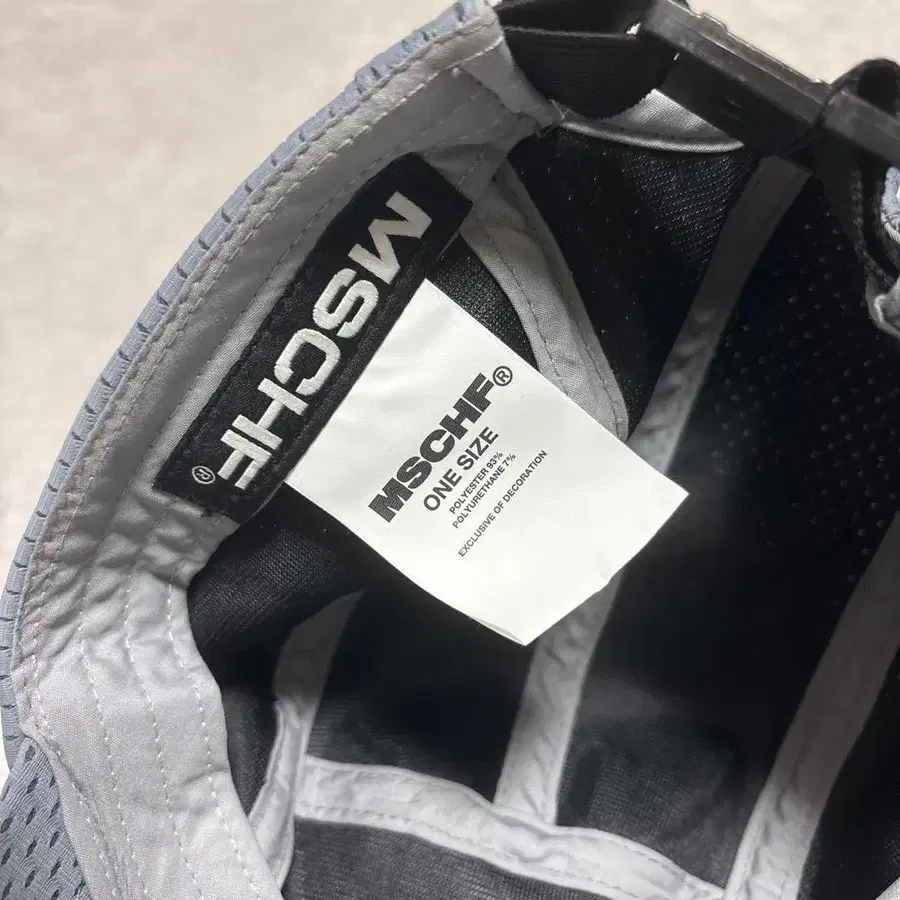 MSCHF®
MSCHF®
ONE SIZE
POLYESTER 93%
POLYURETHANE 7%
EXCLUSIVE OF DECORATION